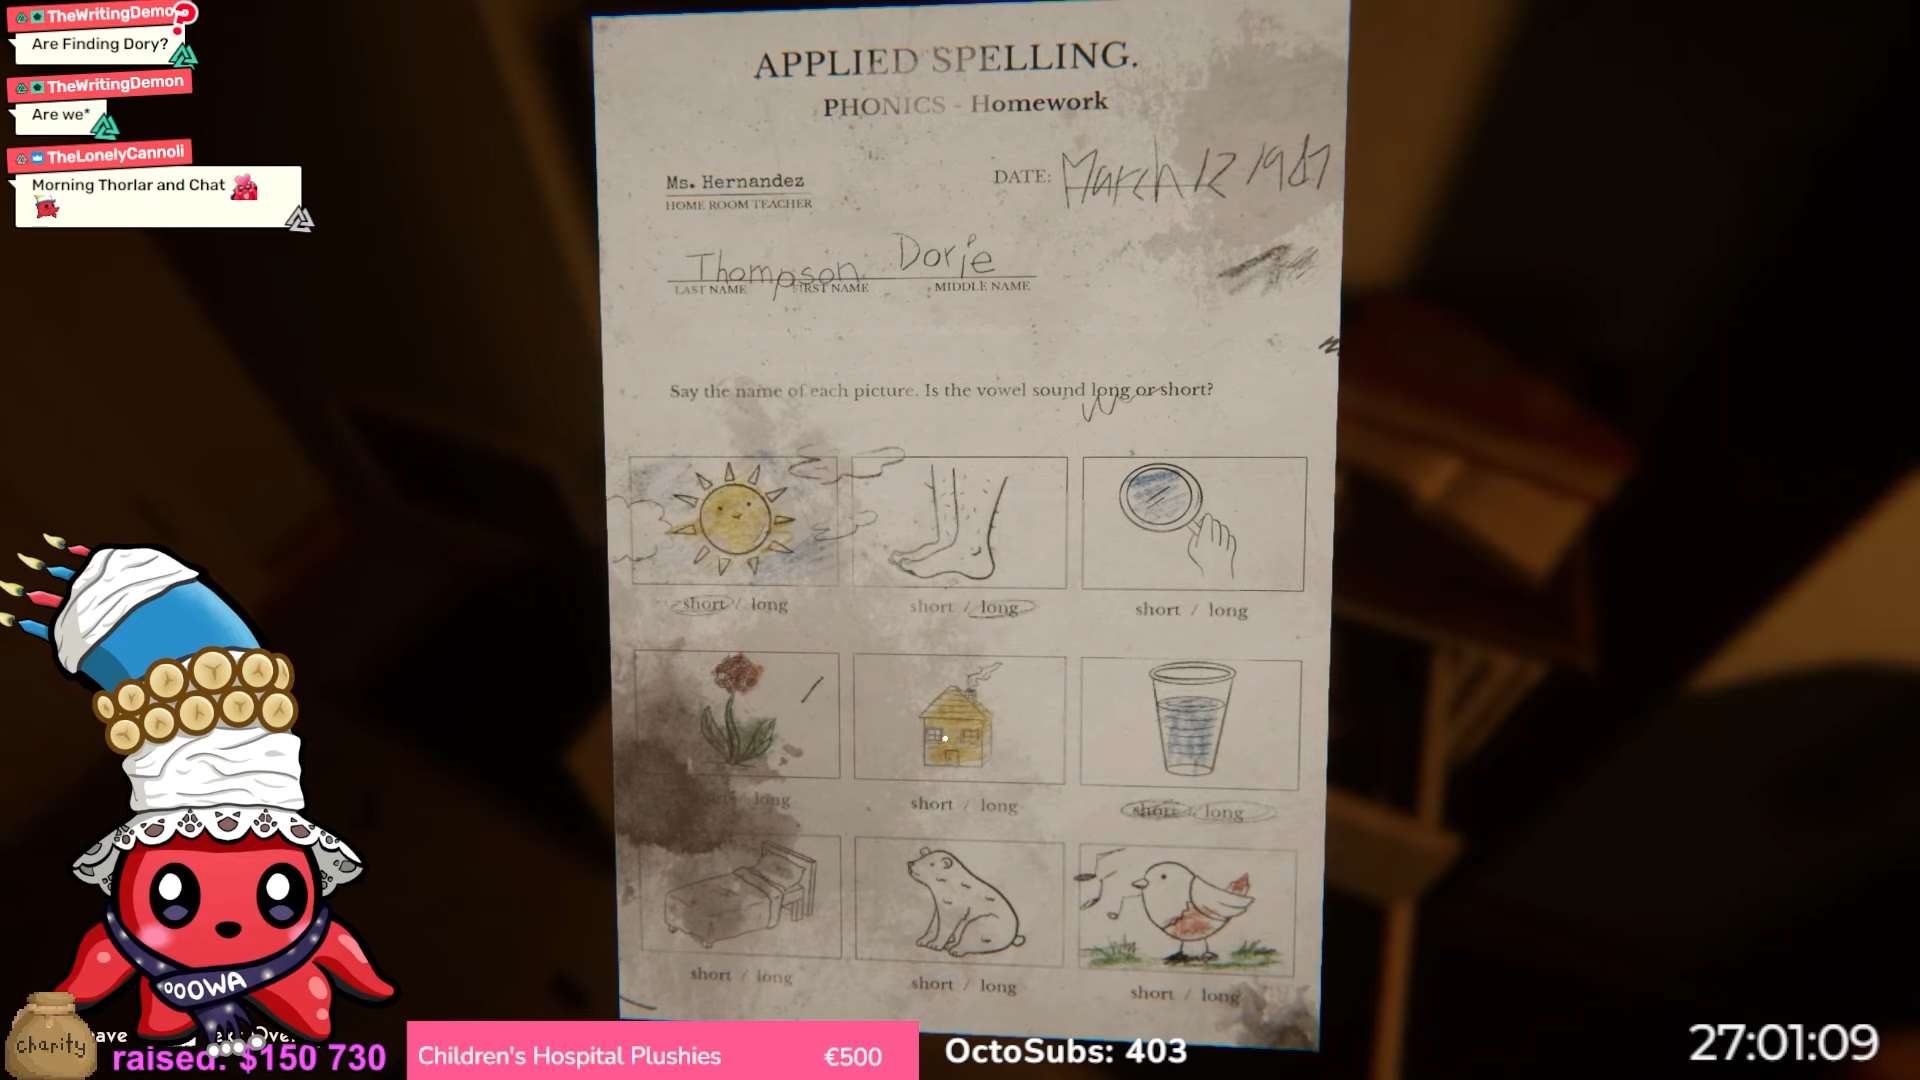 TheWritingDemo
Are Finding Dory?
TheWritingDemon
Are we*
TheLonelyCannoli
Morning Thorlar and Chat
APPLIED SPELLING.
PHONICS - Homework
Ms. Hernandez
HOME ROOM TEACHER
DATE: March 12 1987
Thompson Dorie
LAST NAME FIRST NAME MIDDLE NAME
Say the name of each picture. Is the vowel sound long or short?
short / long
short / long
short / long
long
short / long
short / long
short / long
short / long
short / long
OOOWA
charity
raised: $150 730
Children's Hospital Plushies €500
OctoSubs: 403
27:01:09